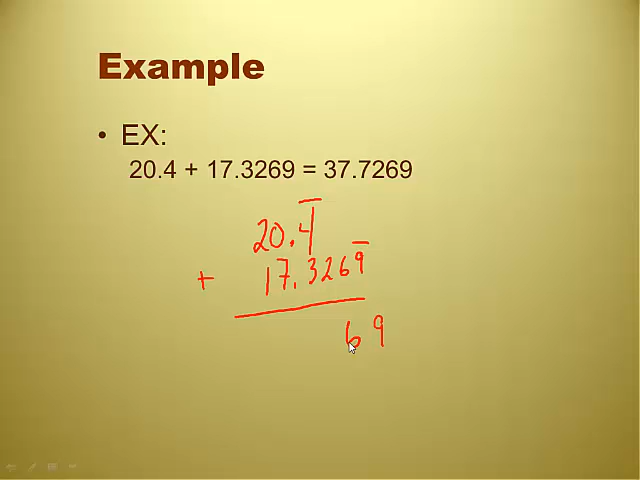 Example
• EX:
20.4 + 17.3269 = 37.7269
20.4
+ 17.3269
69